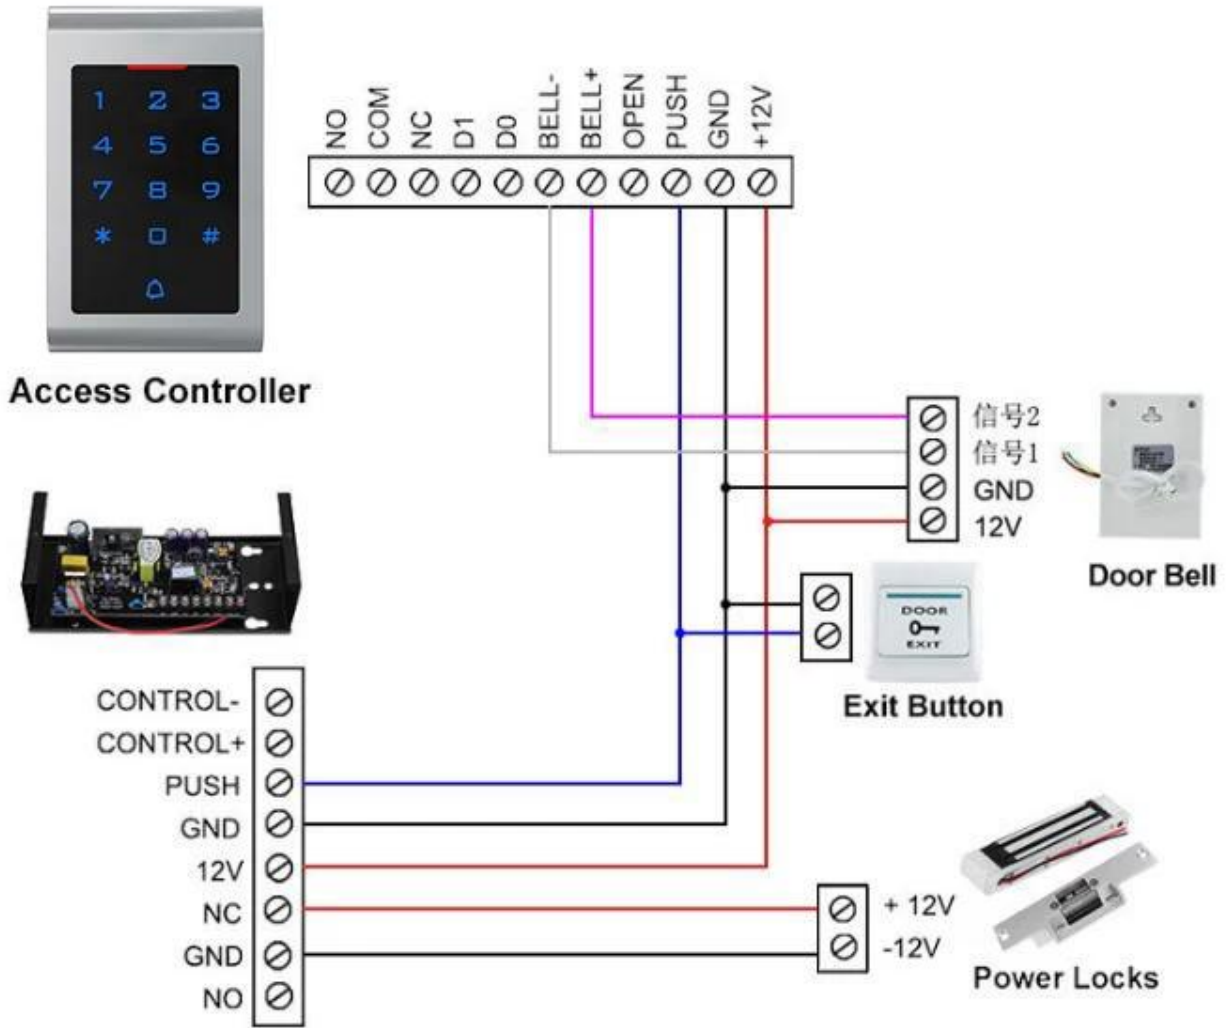 1 2 3
4 5 6
7 8 9
* 0 #
Access Controller
NO
COM
NC
D1
D0
BELL-
BELL+
OPEN
PUSH
GND
+12V
信号2
信号1
GND
12V
Door Bell
DOOR
EXIT
Exit Button
CONTROL-
CONTROL+
PUSH
GND
12V
NC
GND
NO
+ 12V
-12V
Power Locks